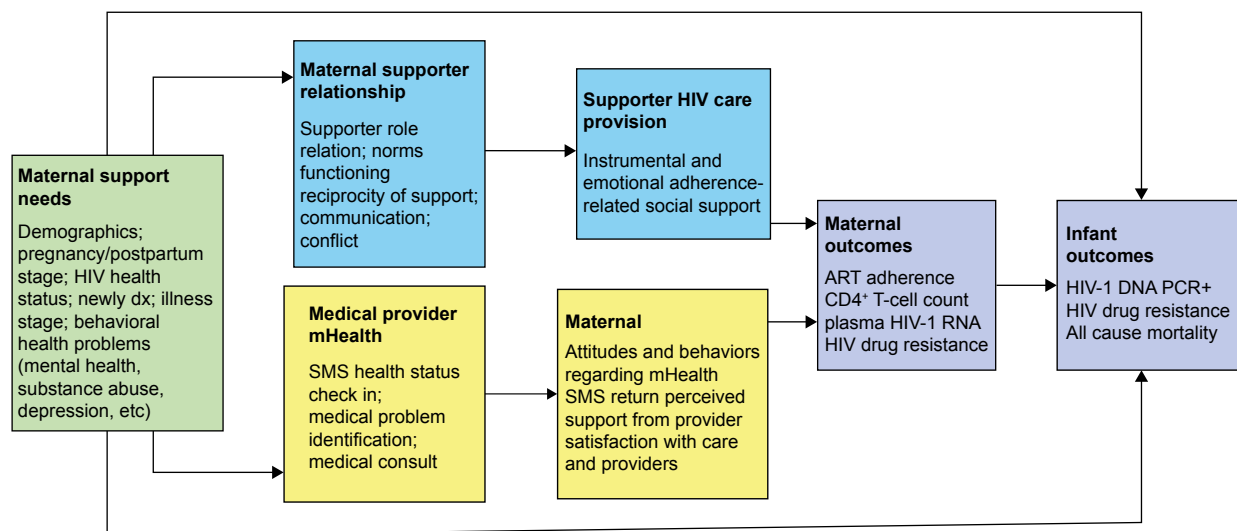 Maternal support
needs
Demographics;
pregnancy/postpartum
stage; HIV health
status; newly dx; illness
stage; behavioral
health problems
(mental health,
substance abuse,
depression, etc)
Maternal supporter
relationship
Supporter role
relation; norms
functioning
reciprocity of support;
communication;
conflict
Supporter HIV care
provision
Instrumental and
emotional adherence-
related social support
Medical provider
mHealth
SMS health status
check in;
medical problem
identification;
medical consult
Maternal
Attitudes and behaviors
regarding mHealth
SMS return perceived
support from provider
satisfaction with care
and providers
Maternal
outcomes
ART adherence
CD4⁺ T-cell count
plasma HIV-1 RNA
HIV drug resistance
Infant
outcomes
HIV-1 DNA PCR+
HIV drug resistance
All cause mortality